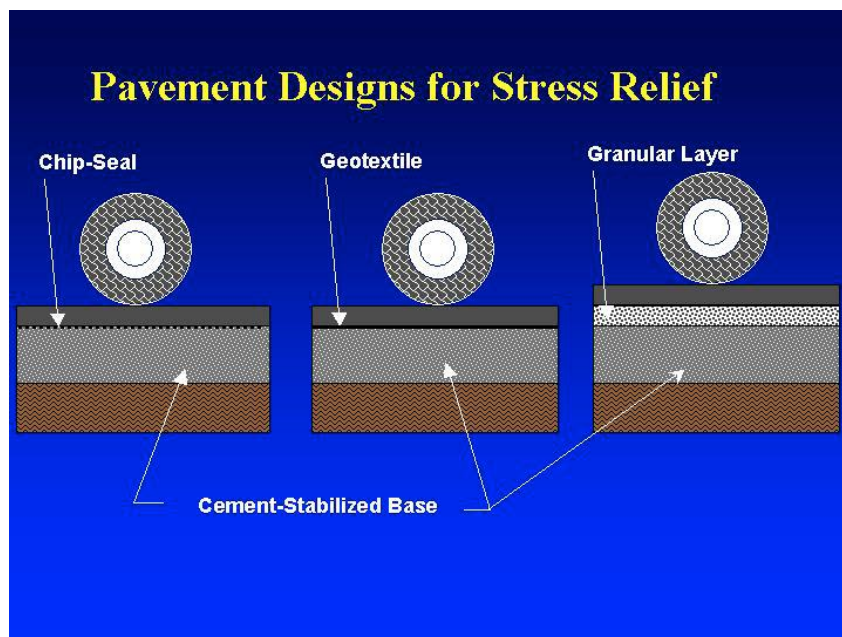 Pavement Designs for Stress Relief
Chip-Seal
Geotextile
Granular Layer
Cement-Stabilized Base